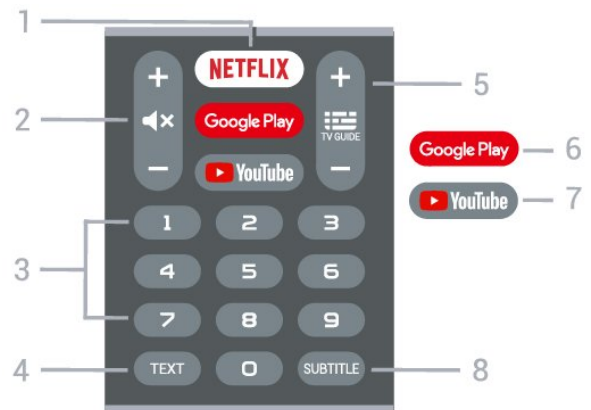 1
NETFLIX
+
+
5
2
Google Play
TV GUIDE
Google Play
6
−
YouTube
−
YouTube
7
1
2
3
3
4
5
6
7
8
9
4
TEXT
0
SUBTITLE
8